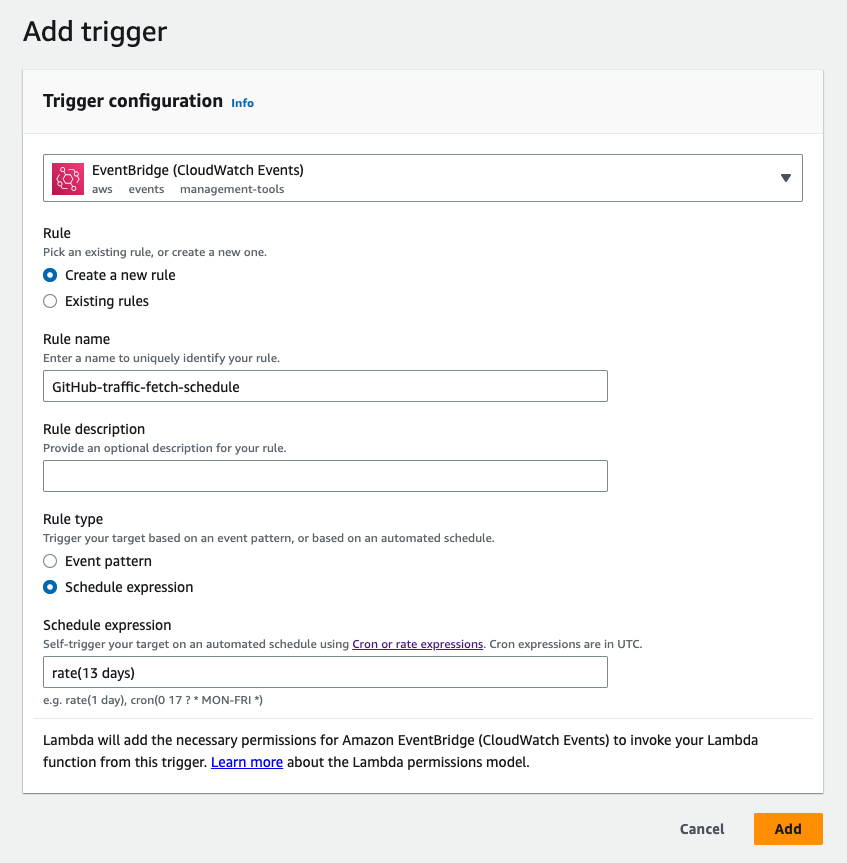 Add trigger
Trigger configuration Info
EventBridge (CloudWatch Events)
aws events management-tools
Rule
Pick an existing rule, or create a new one.
Create a new rule
Existing rules
Rule name
Enter a name to uniquely identify your rule.
GitHub-traffic-fetch-schedule
Rule description
Provide an optional description for your rule.
Rule type
Trigger your target based on an event pattern, or based on an automated schedule.
Event pattern
Schedule expression
Schedule expression
Self-trigger your target on an automated schedule using Cron or rate expressions. Cron expressions are in UTC.
rate(13 days)
e.g. rate(1 day), cron(0 17 ? * MON-FRI *)
Lambda will add the necessary permissions for Amazon EventBridge (CloudWatch Events) to invoke your Lambda
function from this trigger. Learn more about the Lambda permissions model.
Cancel Add